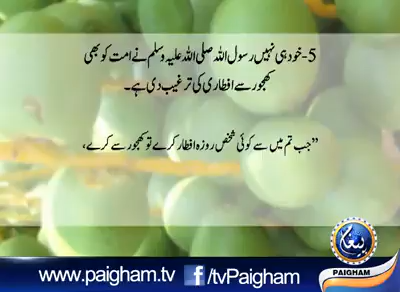 5-خود ہی نہیں رسول اللہ صلی اللہ علیہ وسلم نے امت کو بھی
کھجور سے افطاری کی ترغیب دی ہے۔
”جب تم میں سے کوئی شخص روزہ افطار کرے تو کھجور سے کرے،
پیغام
PAIGHAM
www.paigham.tv f/tvPaigham